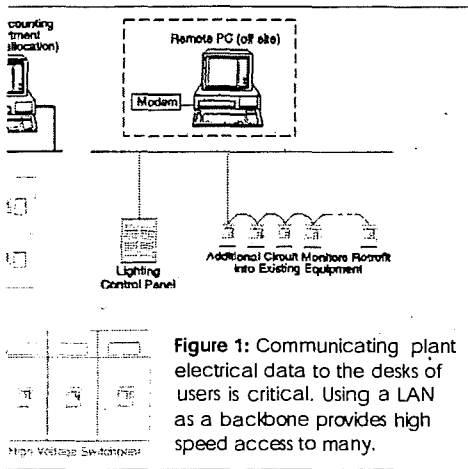 counting
tment
allocation)
Remote PC (off site)
Modem
Lighting
Control Panel
Additional Circuit Monitors Retrofit
into Existing Equipment
High Voltage Switchgear
Figure 1: Communicating plant
electrical data to the desks of
users is critical. Using a LAN
as a backbone provides high
speed access to many.